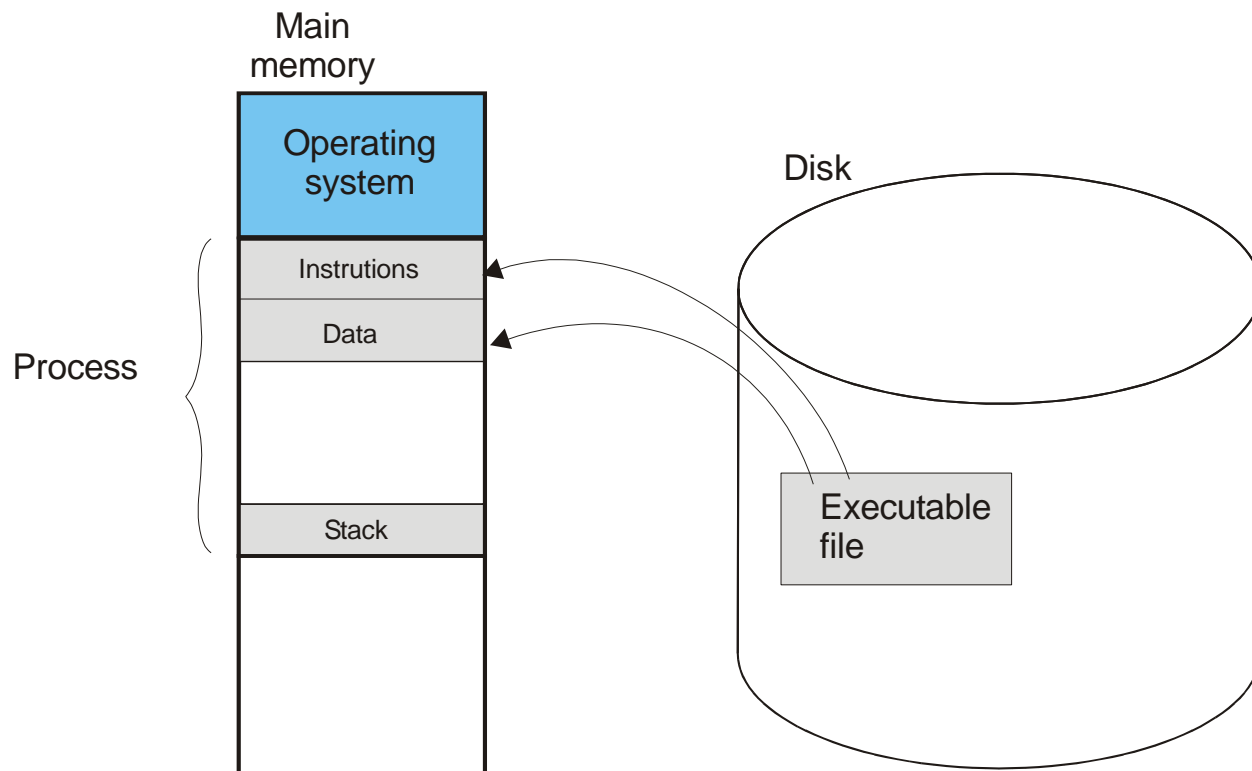 Main
memory
Operating
system
Disk
Instrutions
Data
Process
Executable
file
Stack